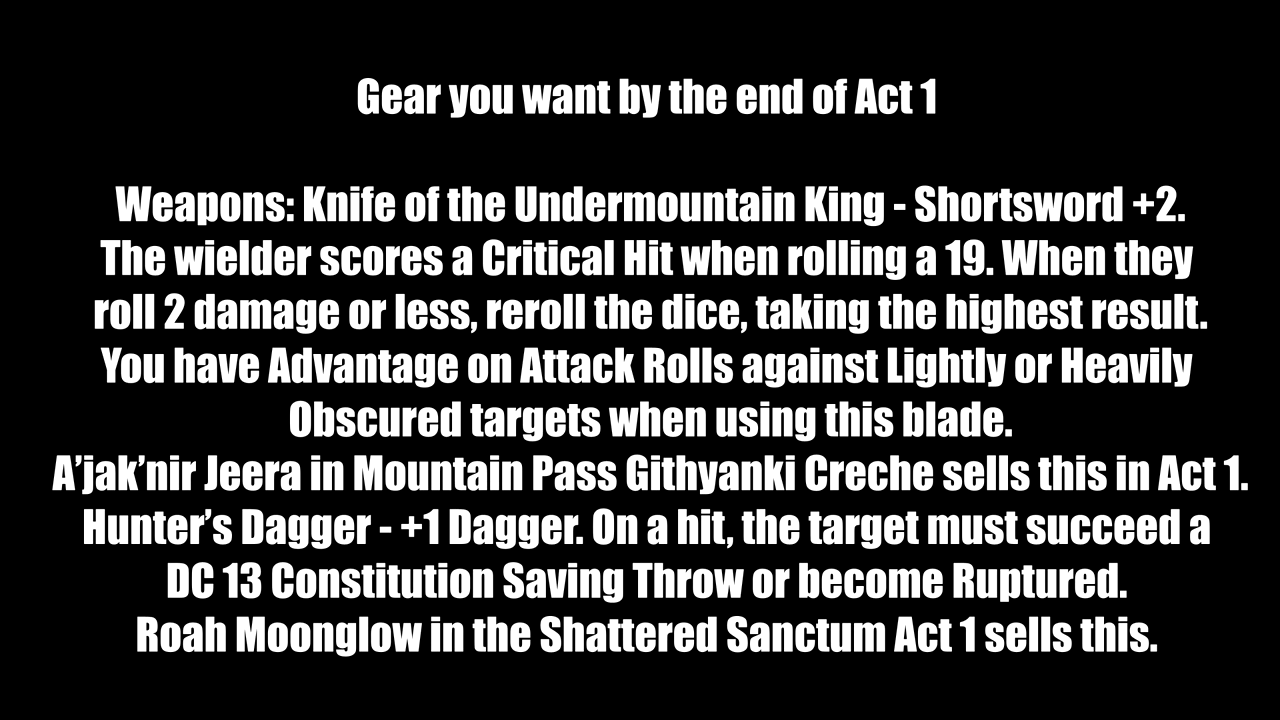 Gear you want by the end of Act 1
Weapons: Knife of the Undermountain King - Shortsword +2.
The wielder scores a Critical Hit when rolling a 19. When they
roll 2 damage or less, reroll the dice, taking the highest result.
You have Advantage on Attack Rolls against Lightly or Heavily
Obscured targets when using this blade.
A’jak’nir Jeera in Mountain Pass Githyanki Creche sells this in Act 1.
Hunter’s Dagger - +1 Dagger. On a hit, the target must succeed a
DC 13 Constitution Saving Throw or become Ruptured.
Roah Moonglow in the Shattered Sanctum Act 1 sells this.